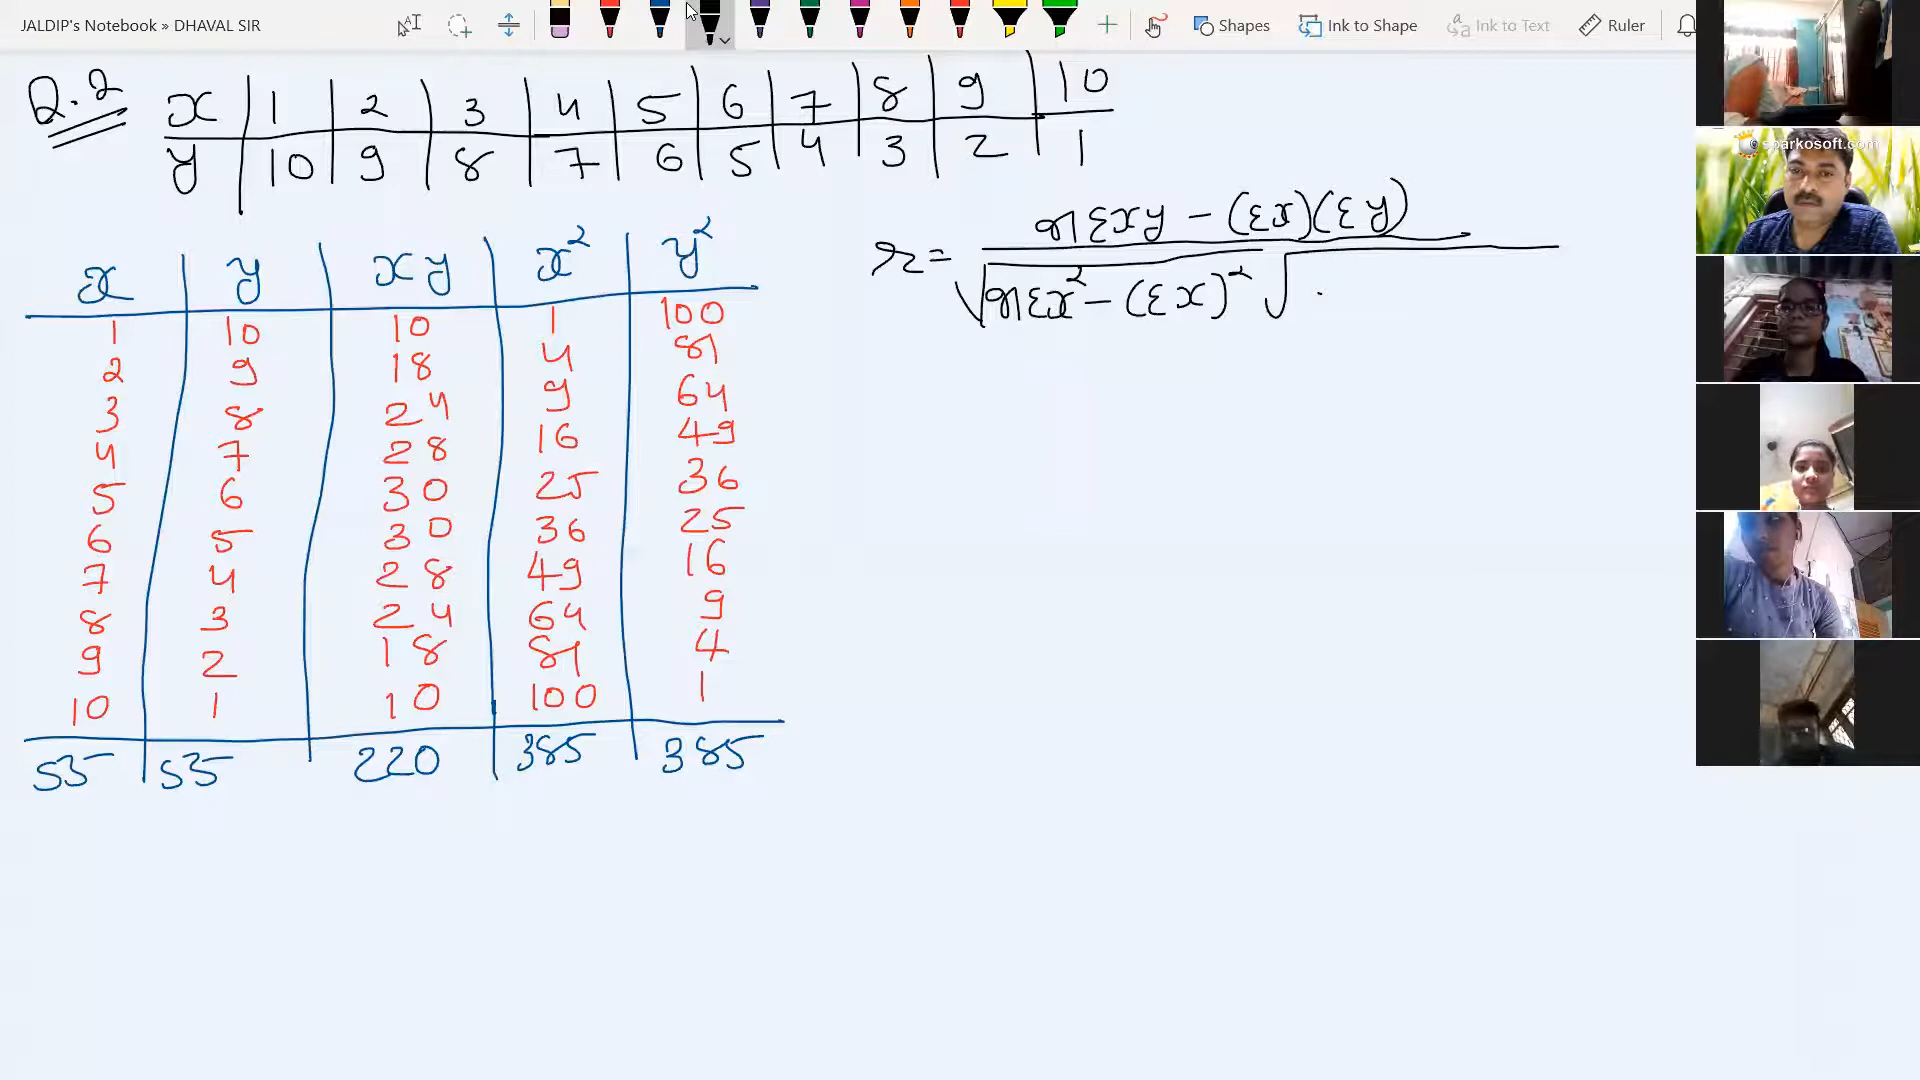 JALDIP's Notebook » DHAVAL SIR
Shapes Ink to Shape Ink to Text Ruler
sparkosoft.com
Q.2 x 1 2 3 4 5 6 7 8 9 10
y 10 9 8 7 6 5 4 3 2 1
r = nΣxy - (Σx)(Σy)
√nΣx² - (Σx)² √
x y xy x² y²
1 10 10 1 100
2 9 18 4 81
3 8 24 9 64
4 7 28 16 49
5 6 30 25 36
6 5 30 36 25
7 4 28 49 16
8 3 24 64 9
9 2 18 81 4
10 1 10 100 1
55 55 220 385 385